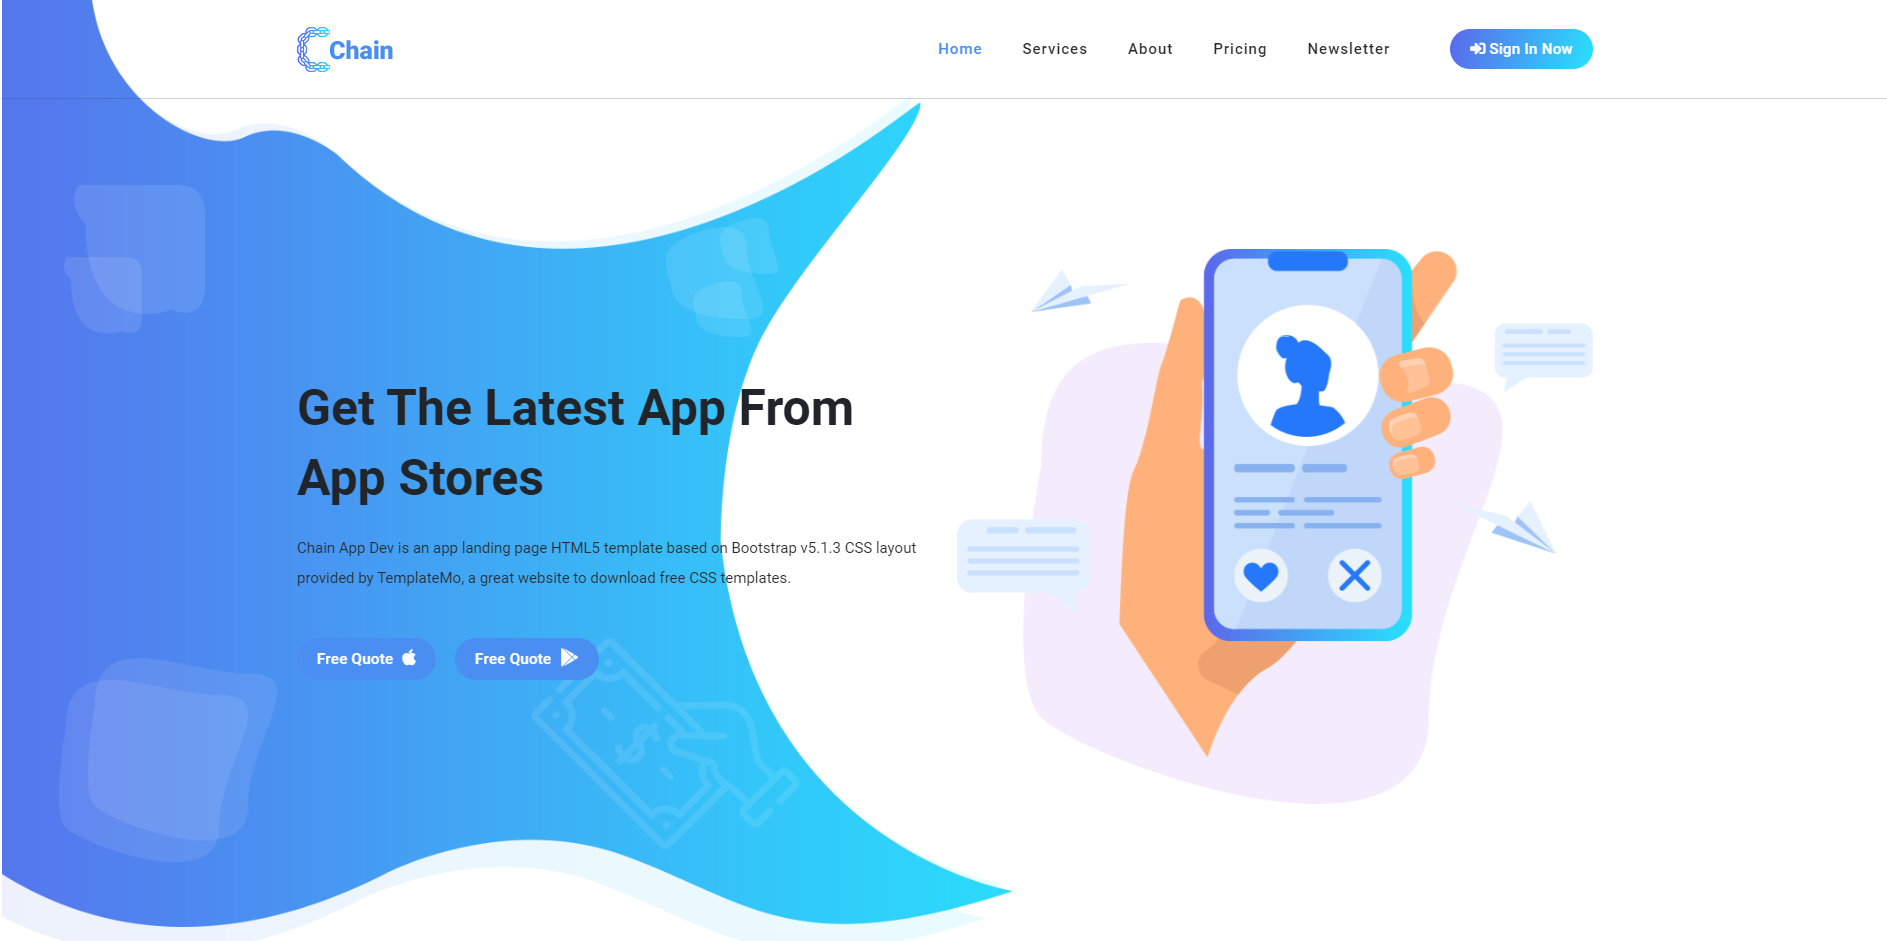 Chain
Home Services About Pricing Newsletter Sign In Now
Get The Latest App From
App Stores
Chain App Dev is an app landing page HTML5 template based on Bootstrap v5.1.3 CSS layout
provided by TemplateMo, a great website to download free CSS templates.
Free Quote Free Quote